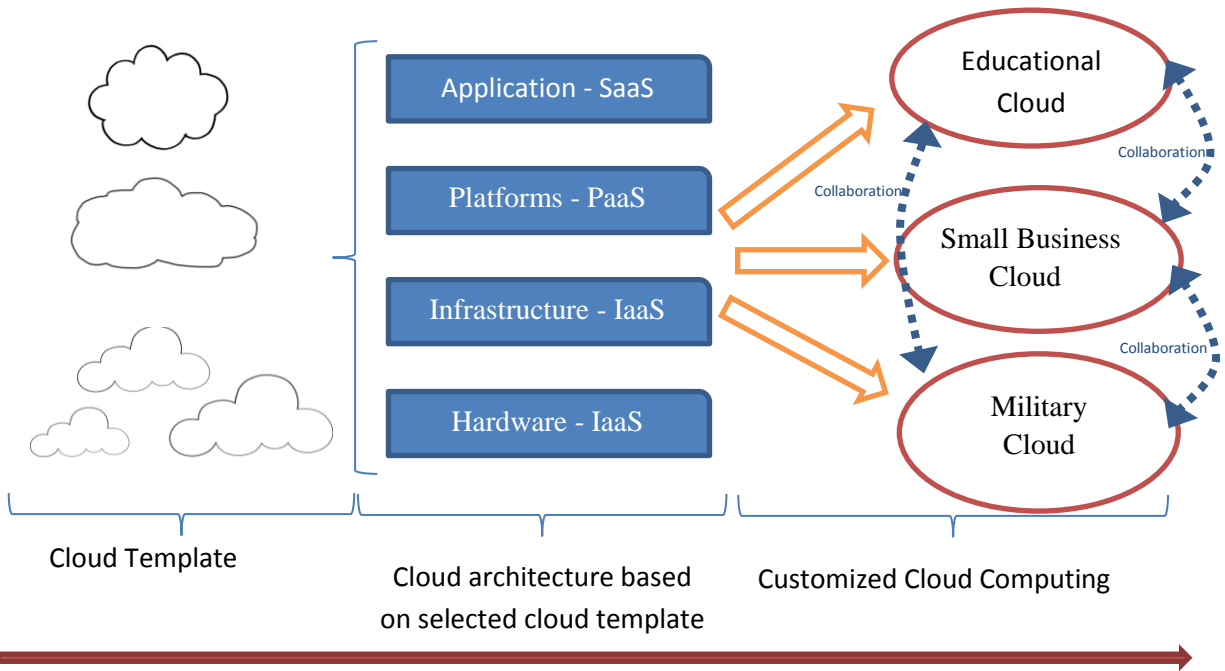 Application - SaaS
Platforms - PaaS
Infrastructure - IaaS
Hardware - IaaS
Educational
Cloud
Collaboration
Collaboration
Small Business
Cloud
Collaboration
Military
Cloud
Cloud Template
Cloud architecture based
on selected cloud template
Customized Cloud Computing